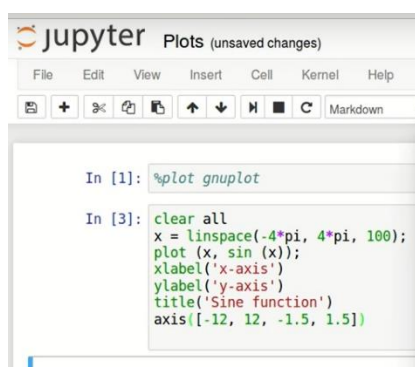 jupyter Plots (unsaved changes)
File Edit View Insert Cell Kernel Help
Markdown
In [1]: %plot gnuplot
In [3]: clear all
x = linspace(-4*pi, 4*pi, 100);
plot (x, sin (x));
xlabel('x-axis')
ylabel('y-axis')
title('Sine function')
axis([-12, 12, -1.5, 1.5])